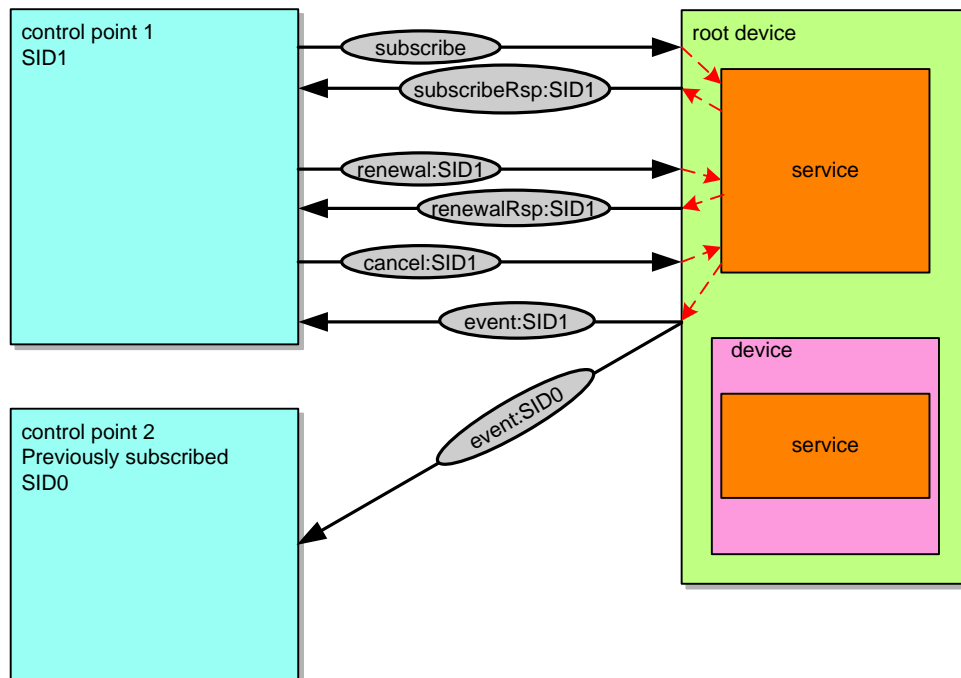 control point 1
SID1
subscribe
subscribeRsp:SID1
renewal:SID1
renewalRsp:SID1
cancel:SID1
event:SID1
event:SID0
root device
service
device
service
control point 2
Previously subscribed
SID0